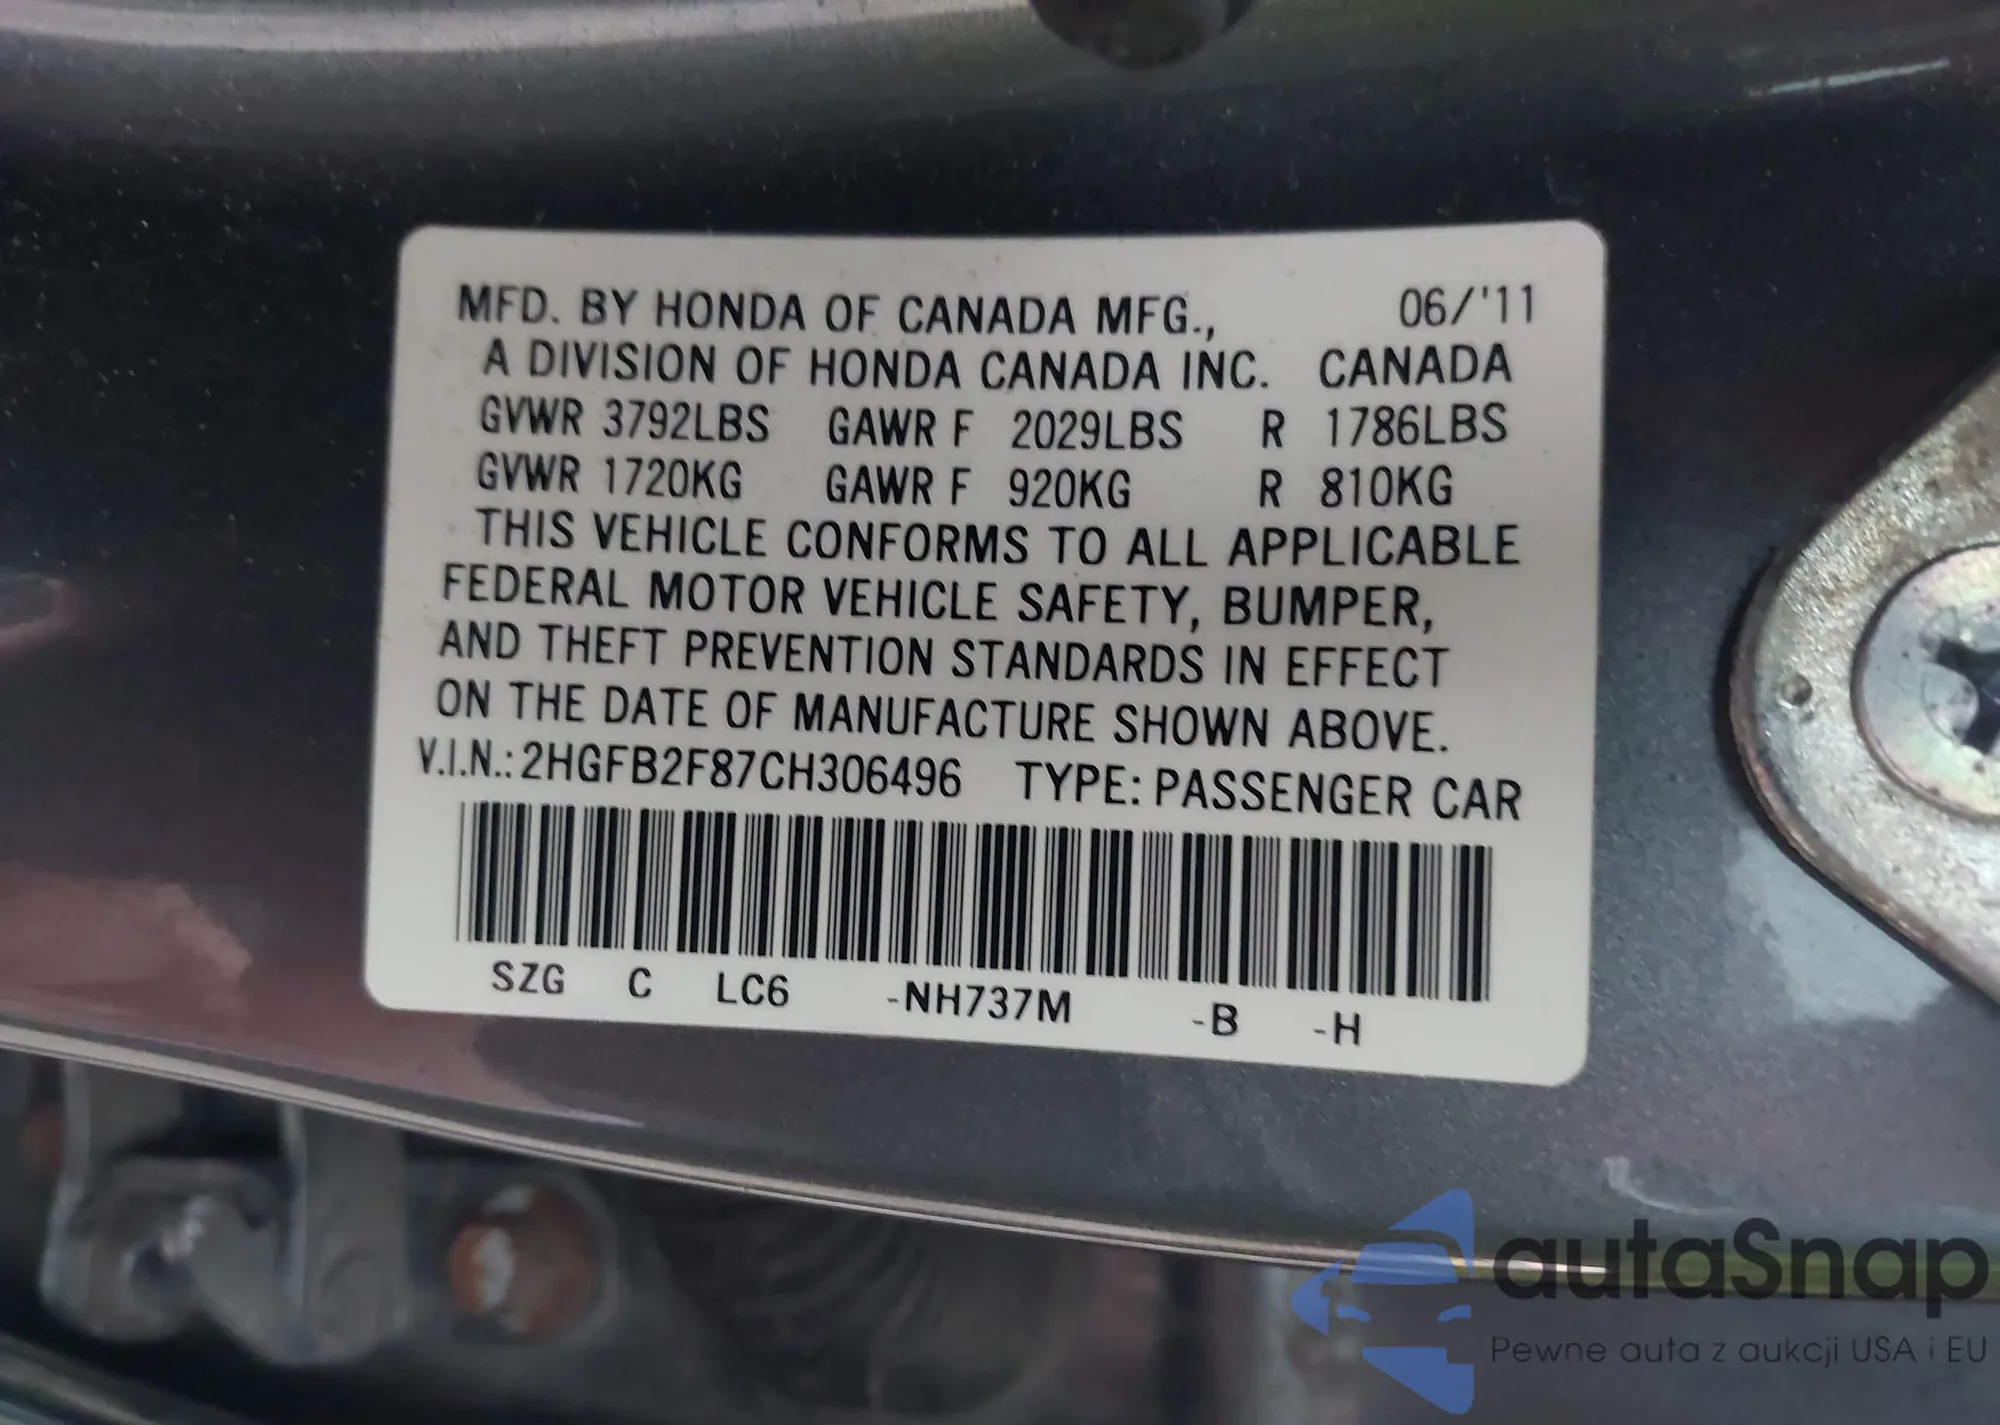 MFD. BY HONDA OF CANADA MFG., 06/'11
A DIVISION OF HONDA CANADA INC. CANADA
GVWR 3792LBS GAWR F 2029LBS R 1786LBS
GVWR 1720KG GAWR F 920KG R 810KG
THIS VEHICLE CONFORMS TO ALL APPLICABLE
FEDERAL MOTOR VEHICLE SAFETY, BUMPER,
AND THEFT PREVENTION STANDARDS IN EFFECT
ON THE DATE OF MANUFACTURE SHOWN ABOVE.
V.I.N.: 2HGFB2F87CH306496 TYPE: PASSENGER CAR
SZG C LC6 -NH737M -B -H
autaSnap
Pewne auta z aukcji USA i EU